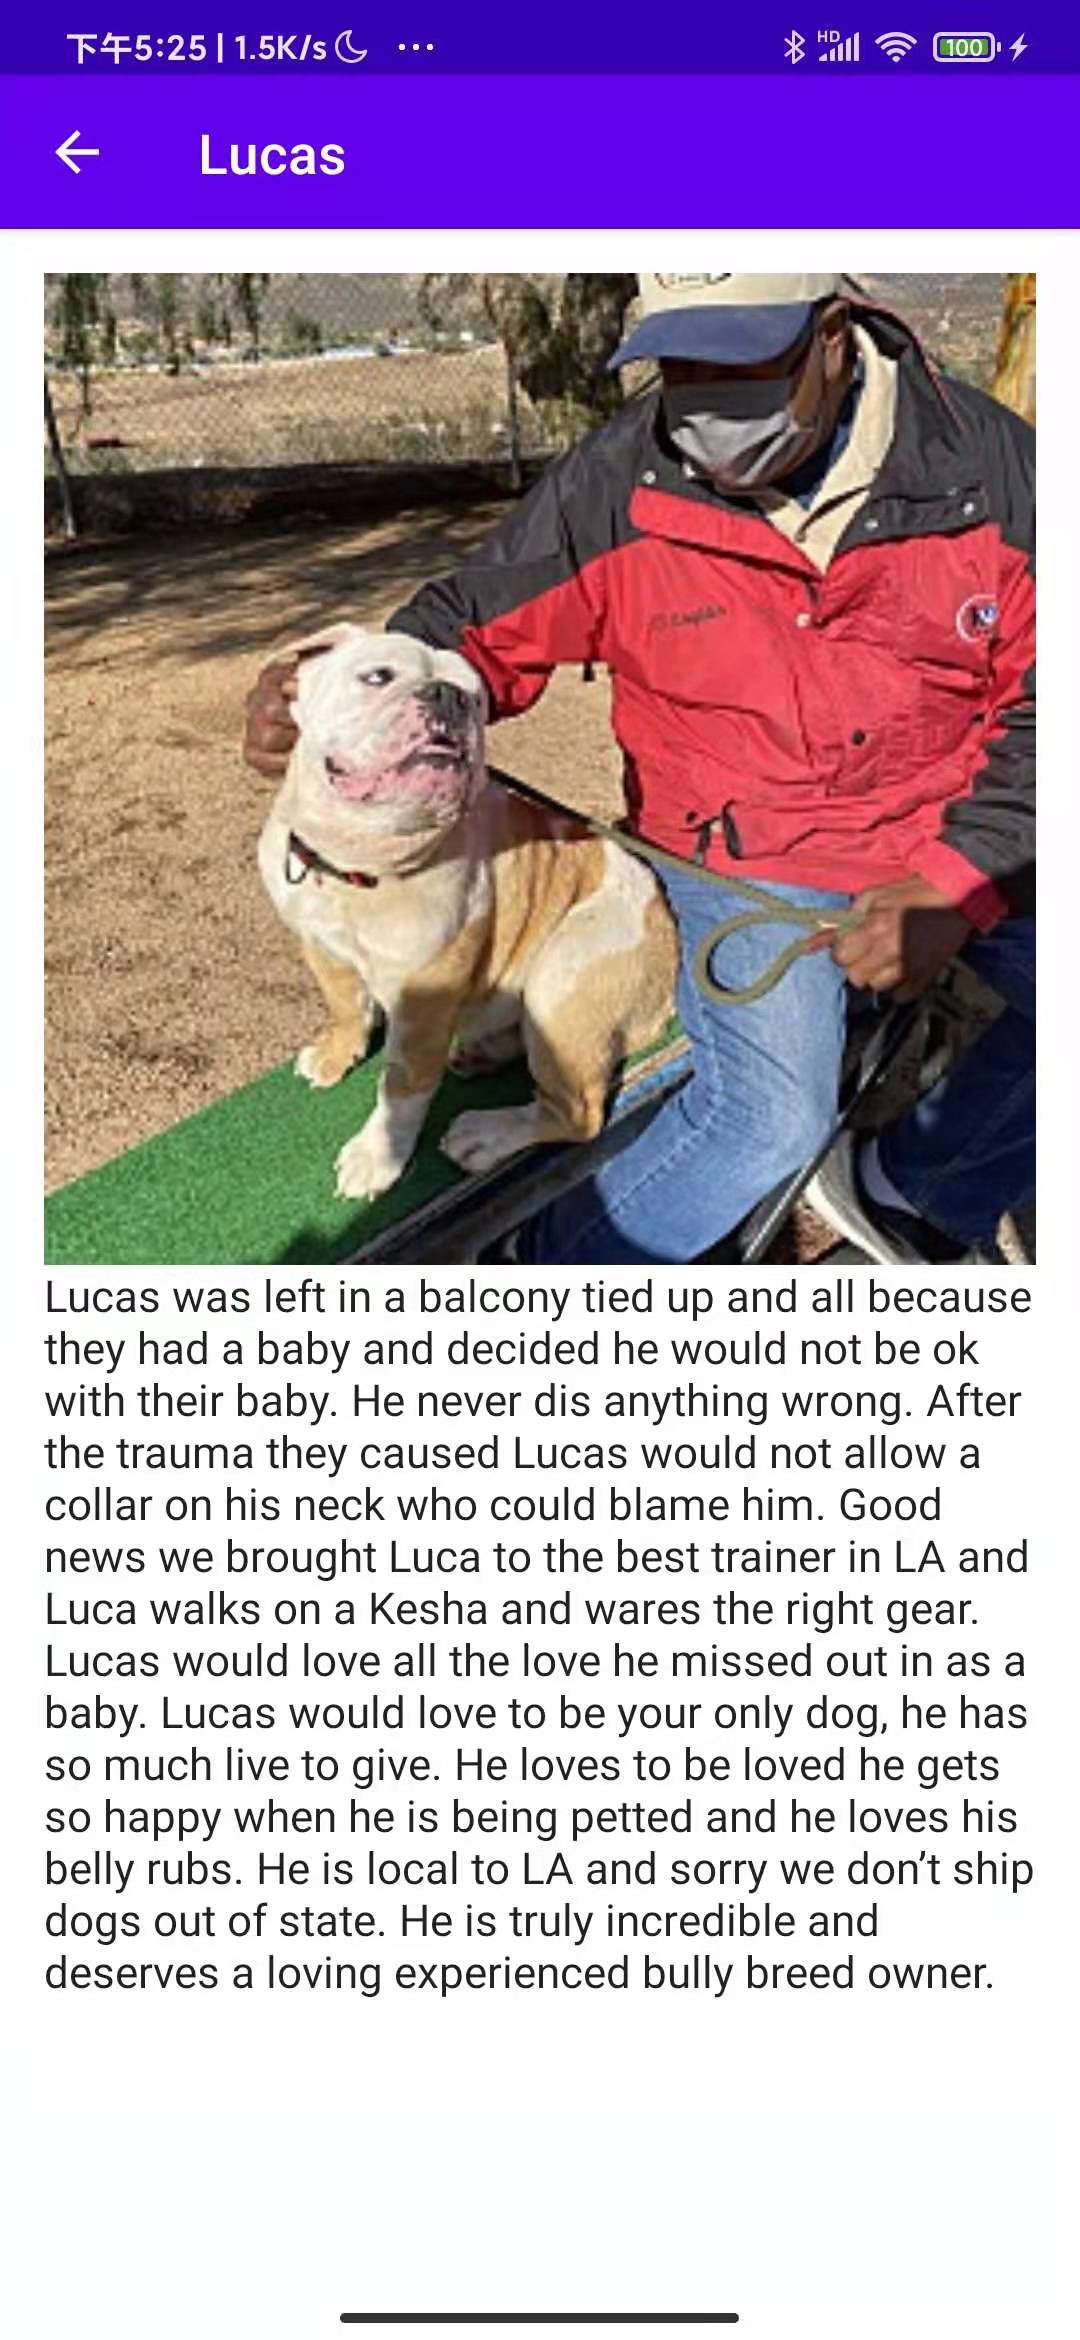 下午5:25 | 1.5K/s
HD
100
Lucas
Lucas was left in a balcony tied up and all because
they had a baby and decided he would not be ok
with their baby. He never dis anything wrong. After
the trauma they caused Lucas would not allow a
collar on his neck who could blame him. Good
news we brought Luca to the best trainer in LA and
Luca walks on a Kesha and wares the right gear.
Lucas would love all the love he missed out in as a
baby. Lucas would love to be your only dog, he has
so much live to give. He loves to be loved he gets
so happy when he is being petted and he loves his
belly rubs. He is local to LA and sorry we don’t ship
dogs out of state. He is truly incredible and
deserves a loving experienced bully breed owner.